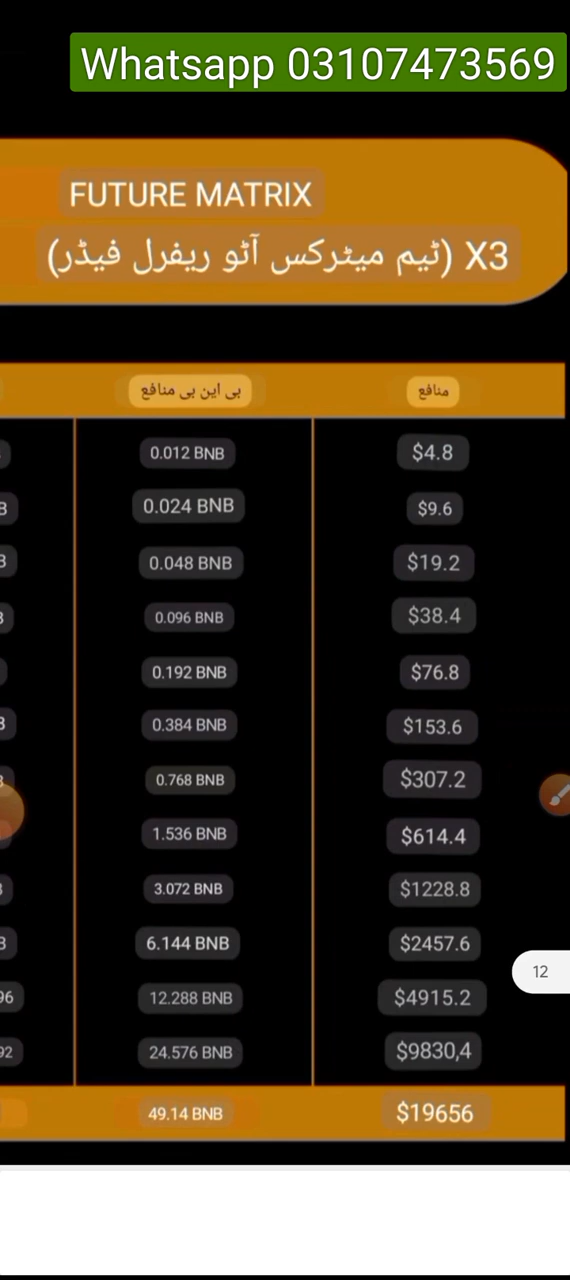 Whatsapp 03107473569
FUTURE MATRIX
X3 (ٹیم میٹرکس آٹو ریفرل فیڈر)
بی این بی منافع منافع
0.012 BNB $4.8
B 0.024 BNB $9.6
B 0.048 BNB $19.2
0.096 BNB $38.4
0.192 BNB $76.8
B 0.384 BNB $153.6
0.768 BNB $307.2
1.536 BNB $614.4
3.072 BNB $1228.8
B 6.144 BNB $2457.6
12
96 12.288 BNB $4915.2
92 24.576 BNB $9830,4
49.14 BNB $19656